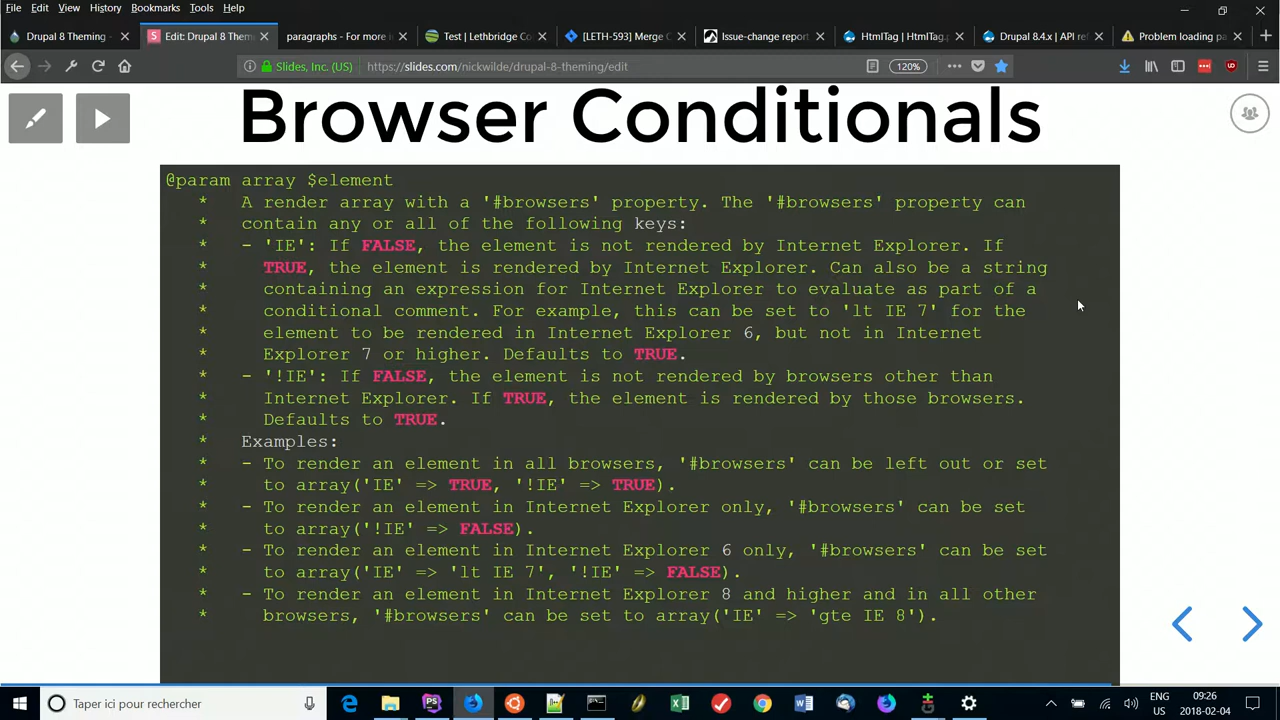 File Edit View History Bookmarks Tools Help
Drupal 8 Theming -
Edit: Drupal 8 Them
paragraphs - For more i
Test | Lethbridge Co
[LETH-593] Merge C
Issue-change report
HtmlTag | HtmlTag.p
Drupal 8.4.x | API re
Problem loading pa
Slides, Inc. (US) https://slides.com/nickwilde/drupal-8-theming/edit 120%
Browser Conditionals
@param array $element
* A render array with a '#browsers' property. The '#browsers' property can
* contain any or all of the following keys:
* - 'IE': If FALSE, the element is not rendered by Internet Explorer. If
* TRUE, the element is rendered by Internet Explorer. Can also be a string
* containing an expression for Internet Explorer to evaluate as part of a
* conditional comment. For example, this can be set to 'lt IE 7' for the
* element to be rendered in Internet Explorer 6, but not in Internet
* Explorer 7 or higher. Defaults to TRUE.
* - '!IE': If FALSE, the element is not rendered by browsers other than
* Internet Explorer. If TRUE, the element is rendered by those browsers.
* Defaults to TRUE.
* Examples:
* - To render an element in all browsers, '#browsers' can be left out or set
* to array('IE' => TRUE, '!IE' => TRUE).
* - To render an element in Internet Explorer only, '#browsers' can be set
* to array('!IE' => FALSE).
* - To render an element in Internet Explorer 6 only, '#browsers' can be set
* to array('IE' => 'lt IE 7', '!IE' => FALSE).
* - To render an element in Internet Explorer 8 and higher and in all other
* browsers, '#browsers' can be set to array('IE' => 'gte IE 8').
Taper ici pour rechercher
ENG
US
09:26
2018-02-04